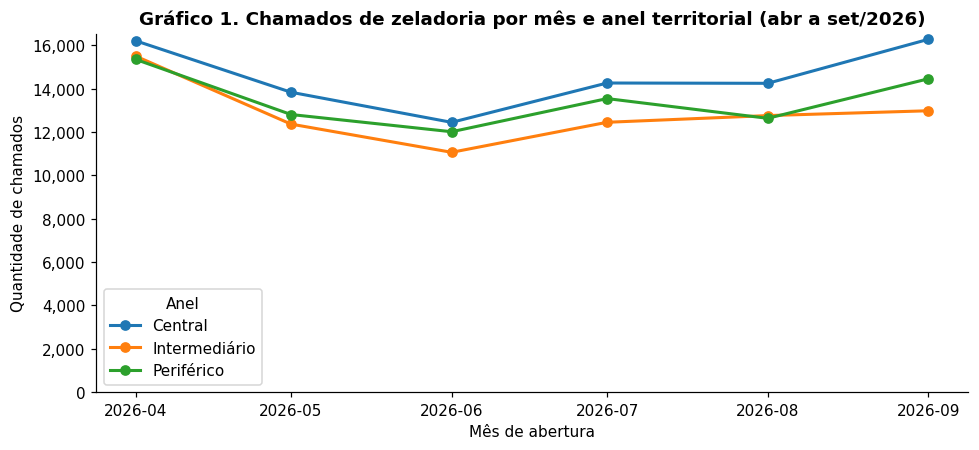 Gráfico 1. Chamados de zeladoria por mês e anel territorial (abr a set/2026)
Quantidade de chamados
16,000
14,000
12,000
10,000
8,000
6,000
4,000
2,000
0
Anel
Central
Intermediário
Periférico
2026-04 2026-05 2026-06 2026-07 2026-08 2026-09
Mês de abertura